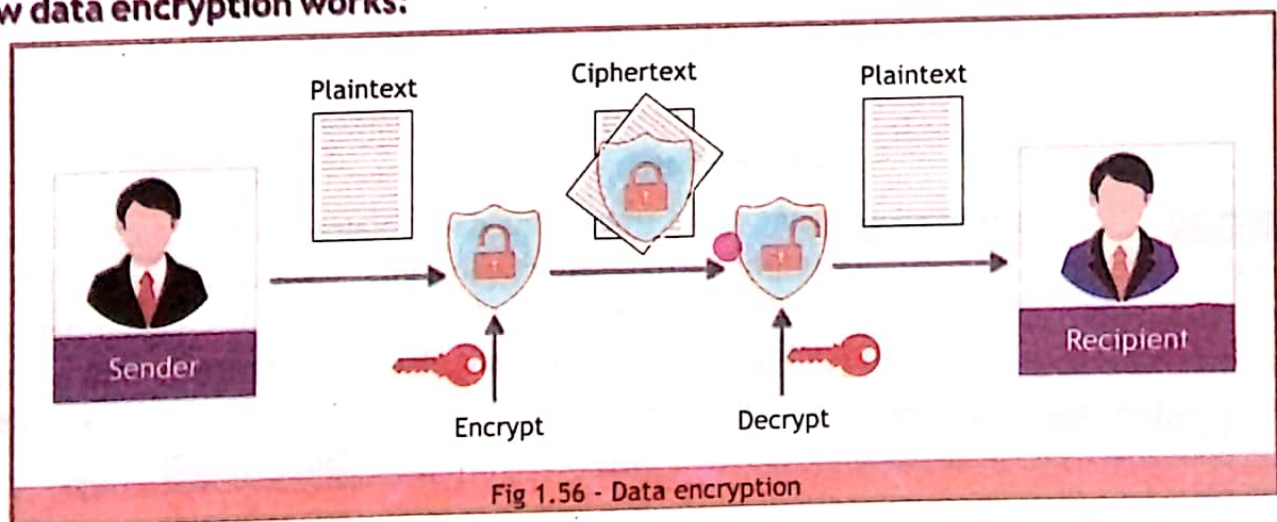 w data encryption works:
Plaintext
Ciphertext
Plaintext
Sender
Recipient
Encrypt
Decrypt
Fig 1.56 - Data encryption